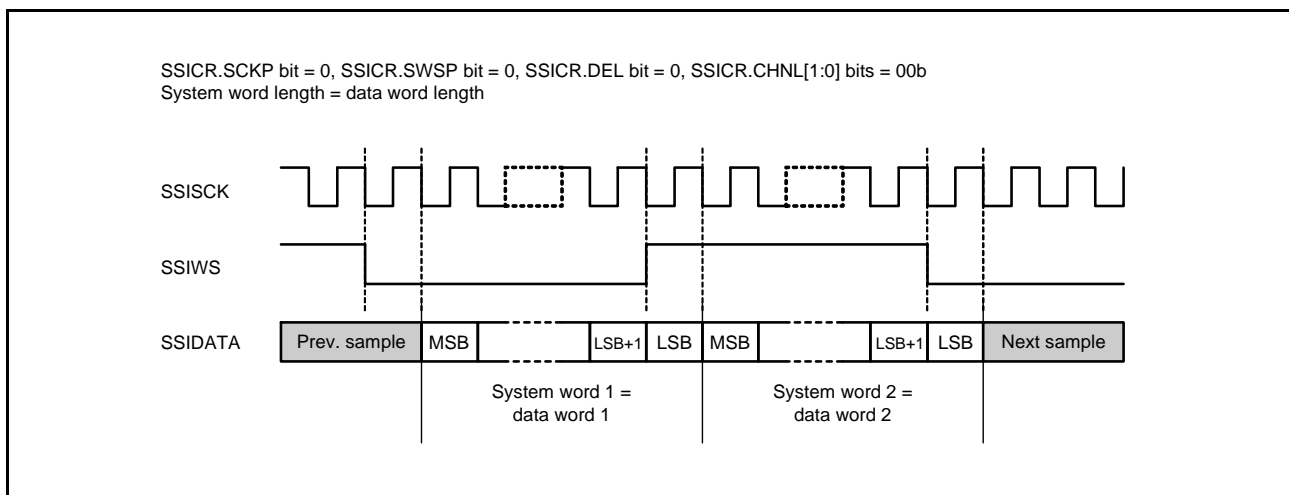 SSICR.SCKP bit = 0, SSICR.SWSP bit = 0, SSICR.DEL bit = 0, SSICR.CHNL[1:0] bits = 00b
System word length = data word length
SSISCK
SSIWS
SSIDATA Prev. sample MSB LSB+1 LSB MSB LSB+1 LSB Next sample
System word 1 = System word 2 =
data word 1 data word 2